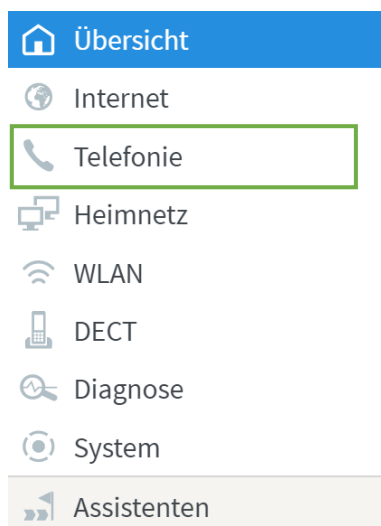 Übersicht
Internet
Telefonie
Heimnetz
WLAN
DECT
Diagnose
System
Assistenten